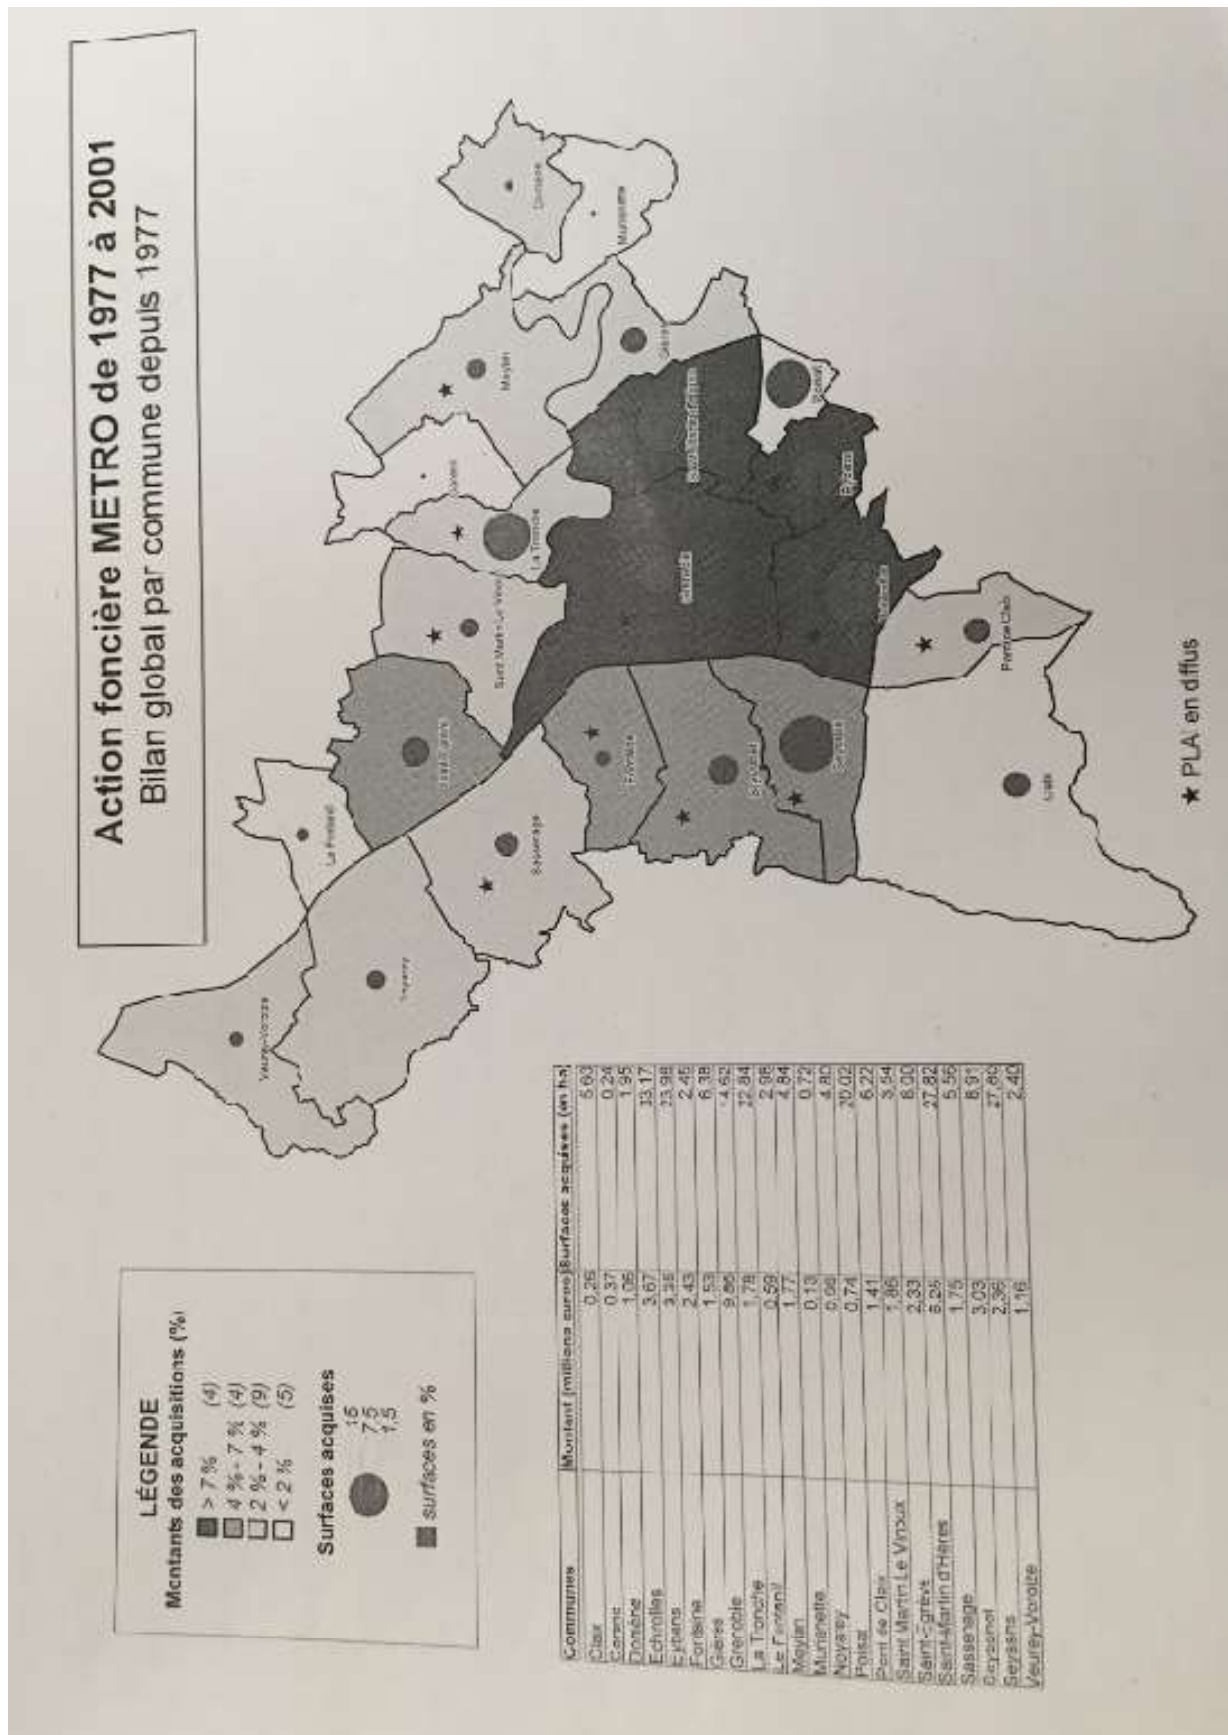 Action foncière METRO de 1977 à 2001
Bilan global par commune depuis 1977
LÉGENDE
Montants des acquisitions (%
> 7 % (4)
4 % - 7 % (4)
2 % - 4 % (9)
< 2 % (5)
Surfaces acquises
15
7,5
1,5
surfaces en %
Veurey-Voroize
Noyarey
Le Fontanil
Sassenage
Saint-Egrève
Saint Martin Le Vinoux
La Tronche
Corenc
Meylan
Domène
Murianette
Gières
Saint-Martin-d'Hères
Poisat
Eybens
Grenoble
Echirolles
Fontaine
Seyssinet
Seyssins
Pont de Claix
Claix
★ PLAI en diffus
Communes Montant (millions euros) Surfaces acquises (en ha)
Claix 0,26 5,63
Corenc 0,37 0,24
Domène 1,06 1,95
Echirolles 3,67 33,17
Eybens 3,35 23,98
Fontaine 2,43 2,45
Gières 1,53 6,38
Grenoble 9,86 14,62
La Tronche 1,78 22,84
Le Fontanil 0,59 2,98
Meylan 1,77 4,84
Murianette 0,13 0,72
Noyarey 4,80
Poisat 0,74 20,02
Pont de Claix 1,41 6,22
Saint Martin Le Vinoux 1,86 3,54
Saint-Egrève 2,33 8,00
Saint-Martin d'Hères 27,82
Sassenage 1,75 5,56
Seyssinet 3,03 8,91
Seyssins 2,36 27,80
Veurey-Voroize 1,16 2,40